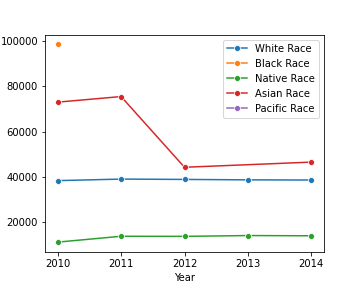 100000
80000
60000
40000
20000
White Race
Black Race
Native Race
Asian Race
Pacific Race
2010 2011 2012 2013 2014
Year